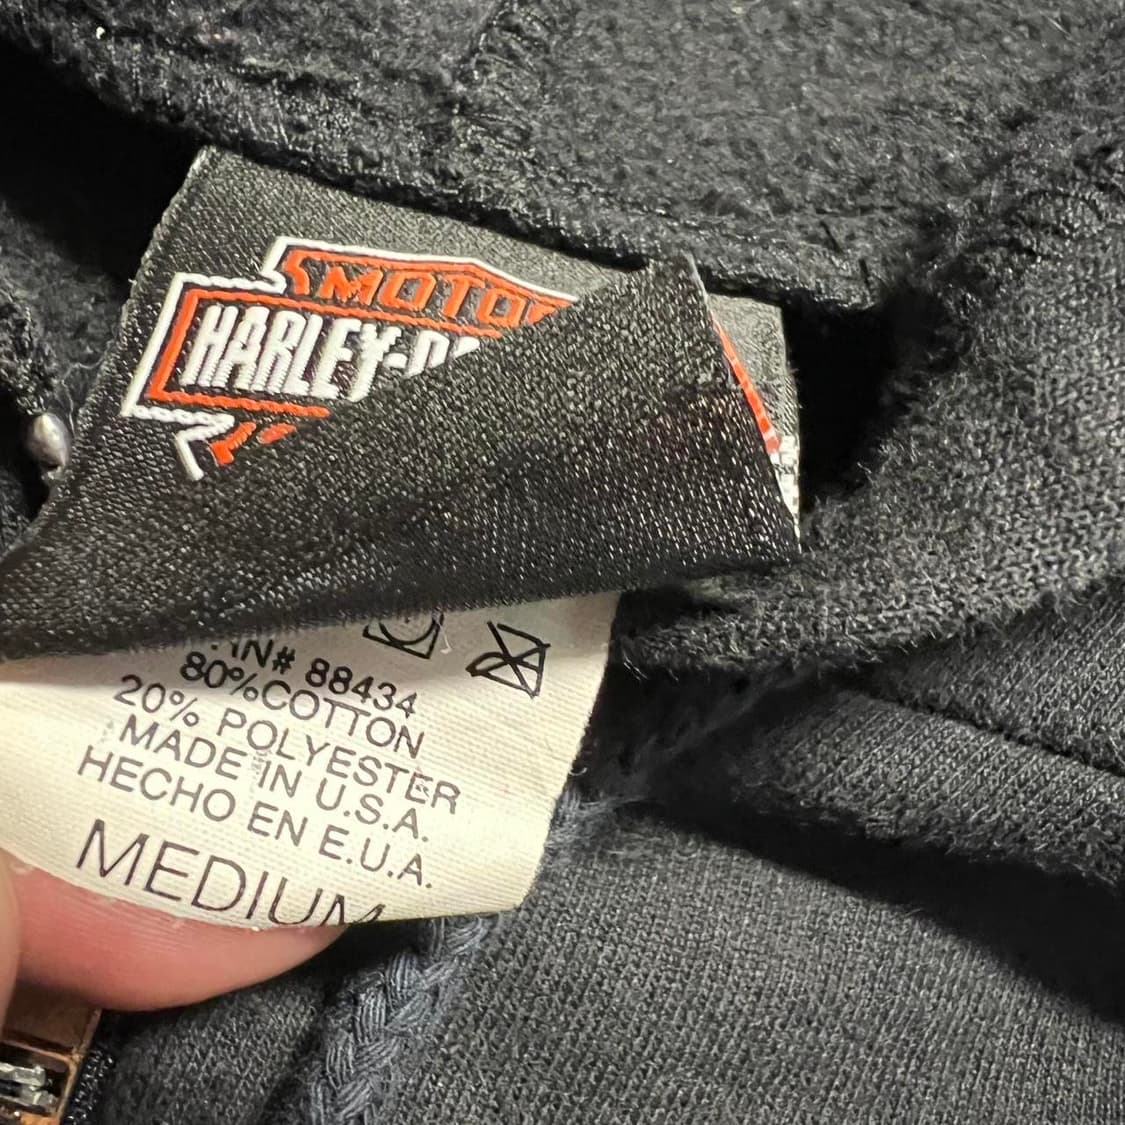 MOTO
HARLEY-D
N# 88434
80%COTTON
20% POLYESTER
MADE IN U.S.A.
HECHO EN E.U.A.
MEDIUM